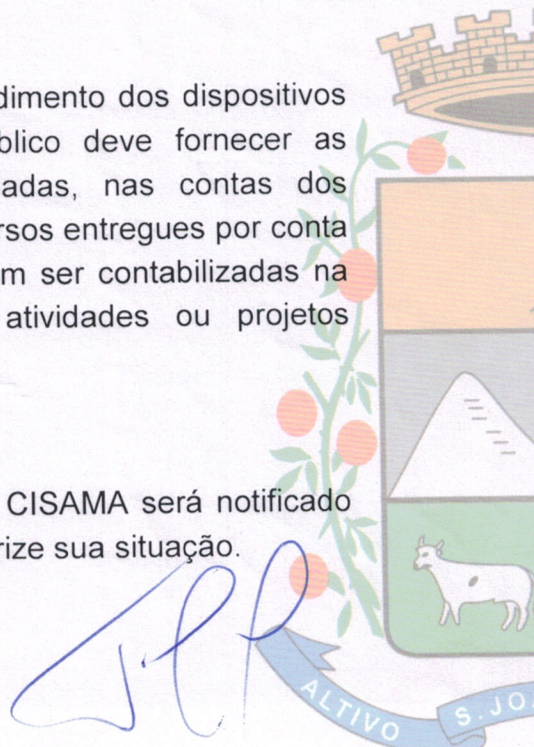 dimento dos dispositivos
blico deve fornecer as
adas, nas contas dos
rsos entregues por conta
m ser contabilizadas na
atividades ou projetos
CISAMA será notificado
rize sua situação.
ALTIVO S. JOA